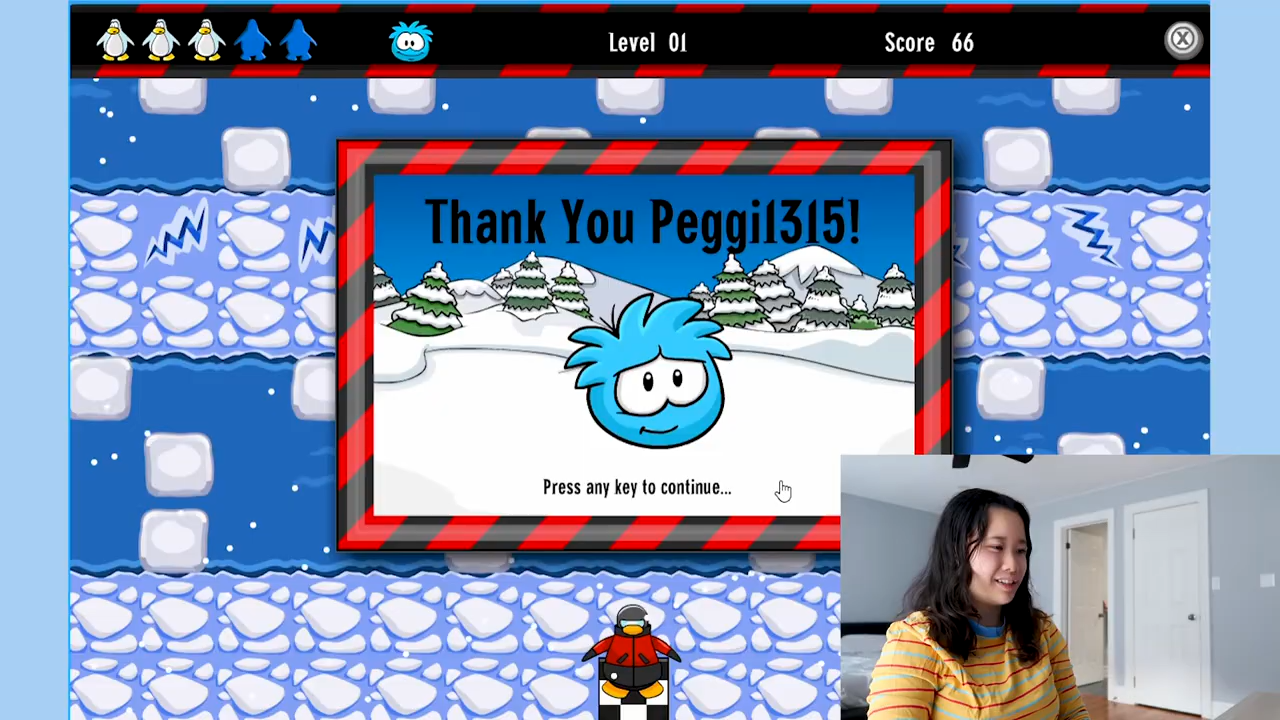 Level 01
Score 66
Thank You Peggi1315!
Press any key to continue...